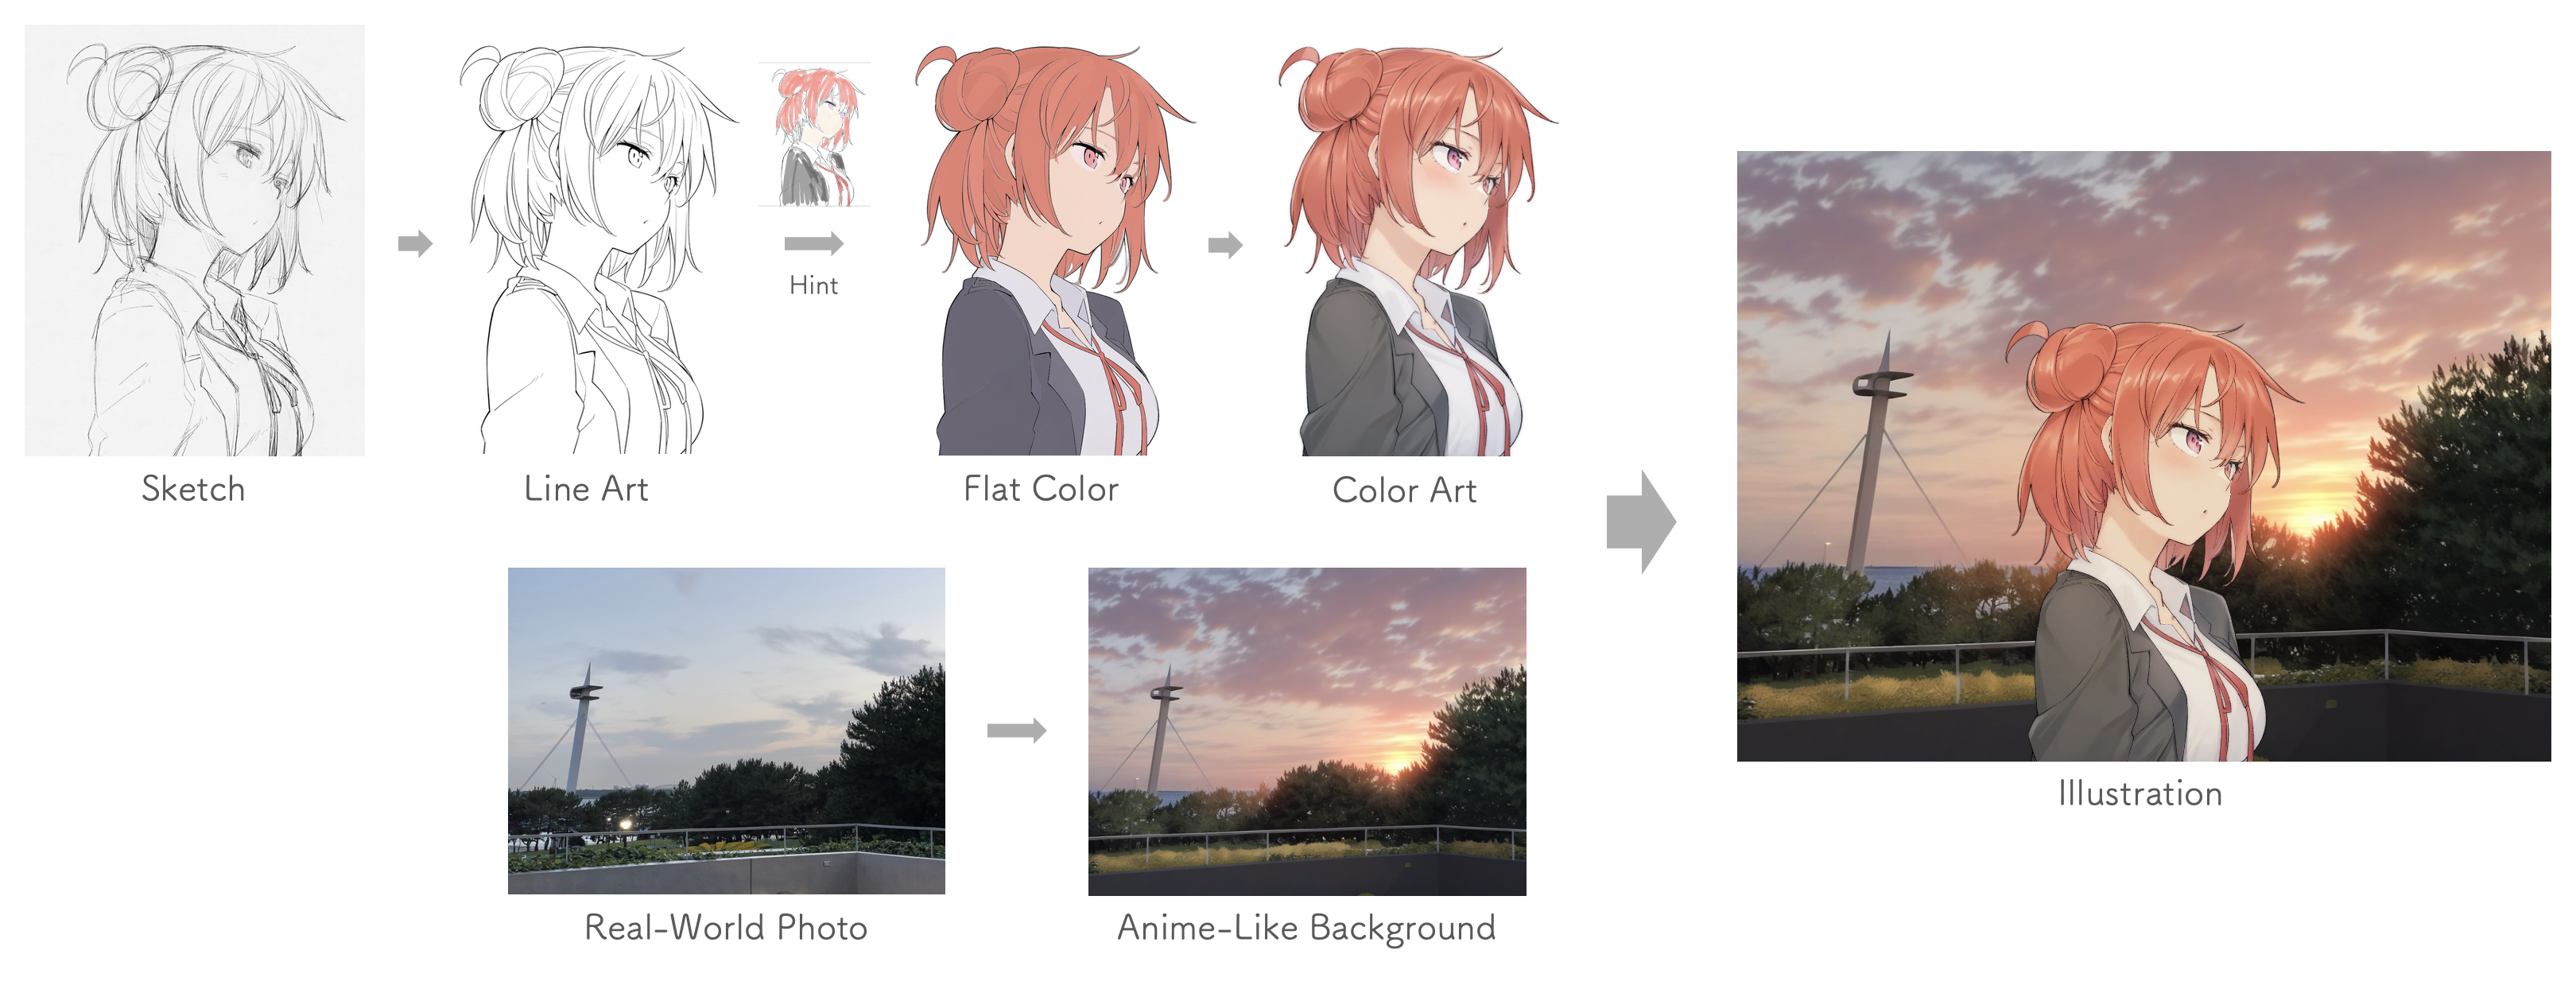 Hint
Sketch
Line Art
Flat Color
Color Art
Real-World Photo
Anime-Like Background
Illustration